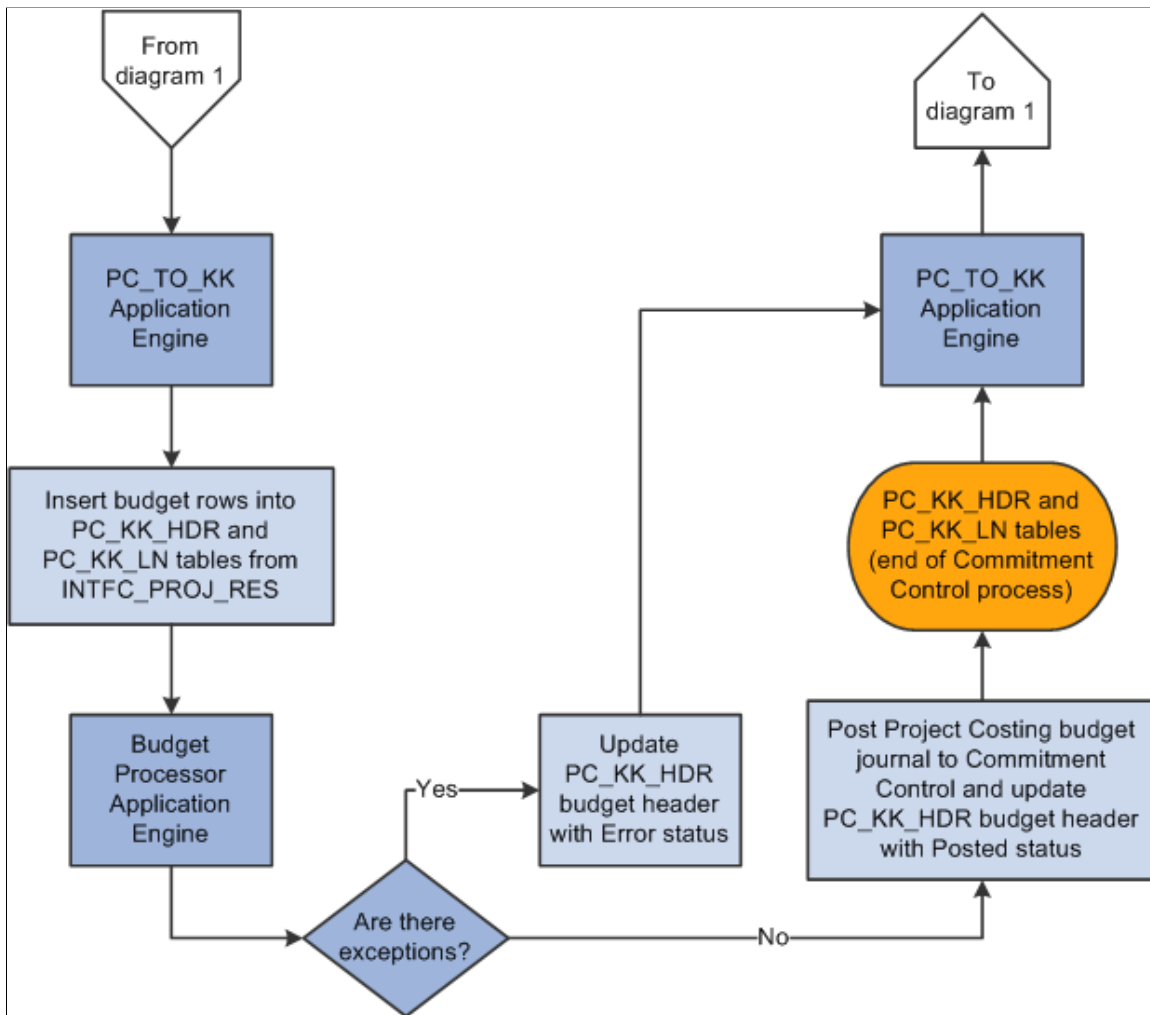 From
diagram 1
PC_TO_KK
Application
Engine
Insert budget rows into
PC_KK_HDR and
PC_KK_LN tables from
INTFC_PROJ_RES
Budget
Processor
Application
Engine
Are there
exceptions?
Yes
No
Update
PC_KK_HDR
budget header
with Error status
Post Project Costing budget
journal to Commitment
Control and update
PC_KK_HDR budget header
with Posted status
PC_KK_HDR and
PC_KK_LN tables
(end of Commitment
Control process)
PC_TO_KK
Application
Engine
To
diagram 1